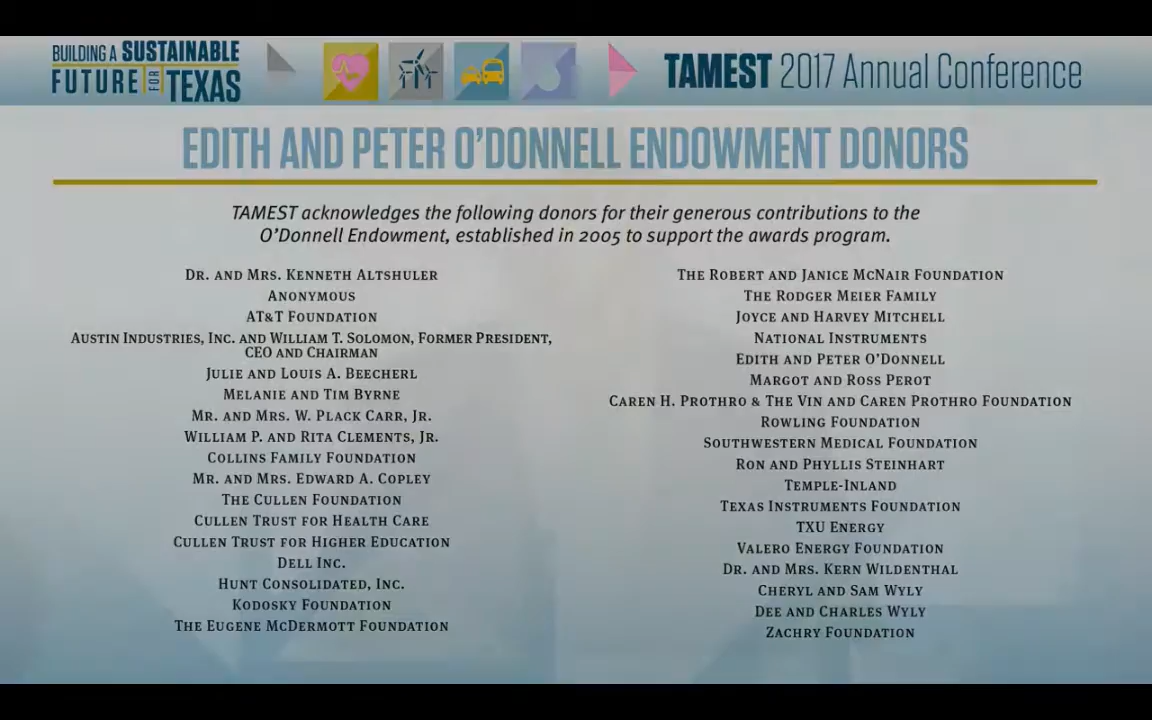 BUILDING A SUSTAINABLE
FUTURE FOR TEXAS
TAMEST 2017 Annual Conference
EDITH AND PETER O'DONNELL ENDOWMENT DONORS
TAMEST acknowledges the following donors for their generous contributions to the
O'Donnell Endowment, established in 2005 to support the awards program.
DR. AND MRS. KENNETH ALTSHULER
ANONYMOUS
AT&T FOUNDATION
AUSTIN INDUSTRIES, INC. AND WILLIAM T. SOLOMON, FORMER PRESIDENT,
CEO AND CHAIRMAN
JULIE AND LOUIS A. BEECHERL
MELANIE AND TIM BYRNE
MR. AND MRS. W. PLACK CARR, JR.
WILLIAM P. AND RITA CLEMENTS, JR.
COLLINS FAMILY FOUNDATION
MR. AND MRS. EDWARD A. COPLEY
THE CULLEN FOUNDATION
CULLEN TRUST FOR HEALTH CARE
CULLEN TRUST FOR HIGHER EDUCATION
DELL INC.
HUNT CONSOLIDATED, INC.
KODOSKY FOUNDATION
THE EUGENE MCDERMOTT FOUNDATION
THE ROBERT AND JANICE MCNAIR FOUNDATION
THE RODGER MEIER FAMILY
JOYCE AND HARVEY MITCHELL
NATIONAL INSTRUMENTS
EDITH AND PETER O'DONNELL
MARGOT AND ROSS PEROT
CAREN H. PROTHRO & THE VIN AND CAREN PROTHRO FOUNDATION
ROWLING FOUNDATION
SOUTHWESTERN MEDICAL FOUNDATION
RON AND PHYLLIS STEINHART
TEMPLE-INLAND
TEXAS INSTRUMENTS FOUNDATION
TXU ENERGY
VALERO ENERGY FOUNDATION
DR. AND MRS. KERN WILDENTHAL
CHERYL AND SAM WYLY
DEE AND CHARLES WYLY
ZACHRY FOUNDATION